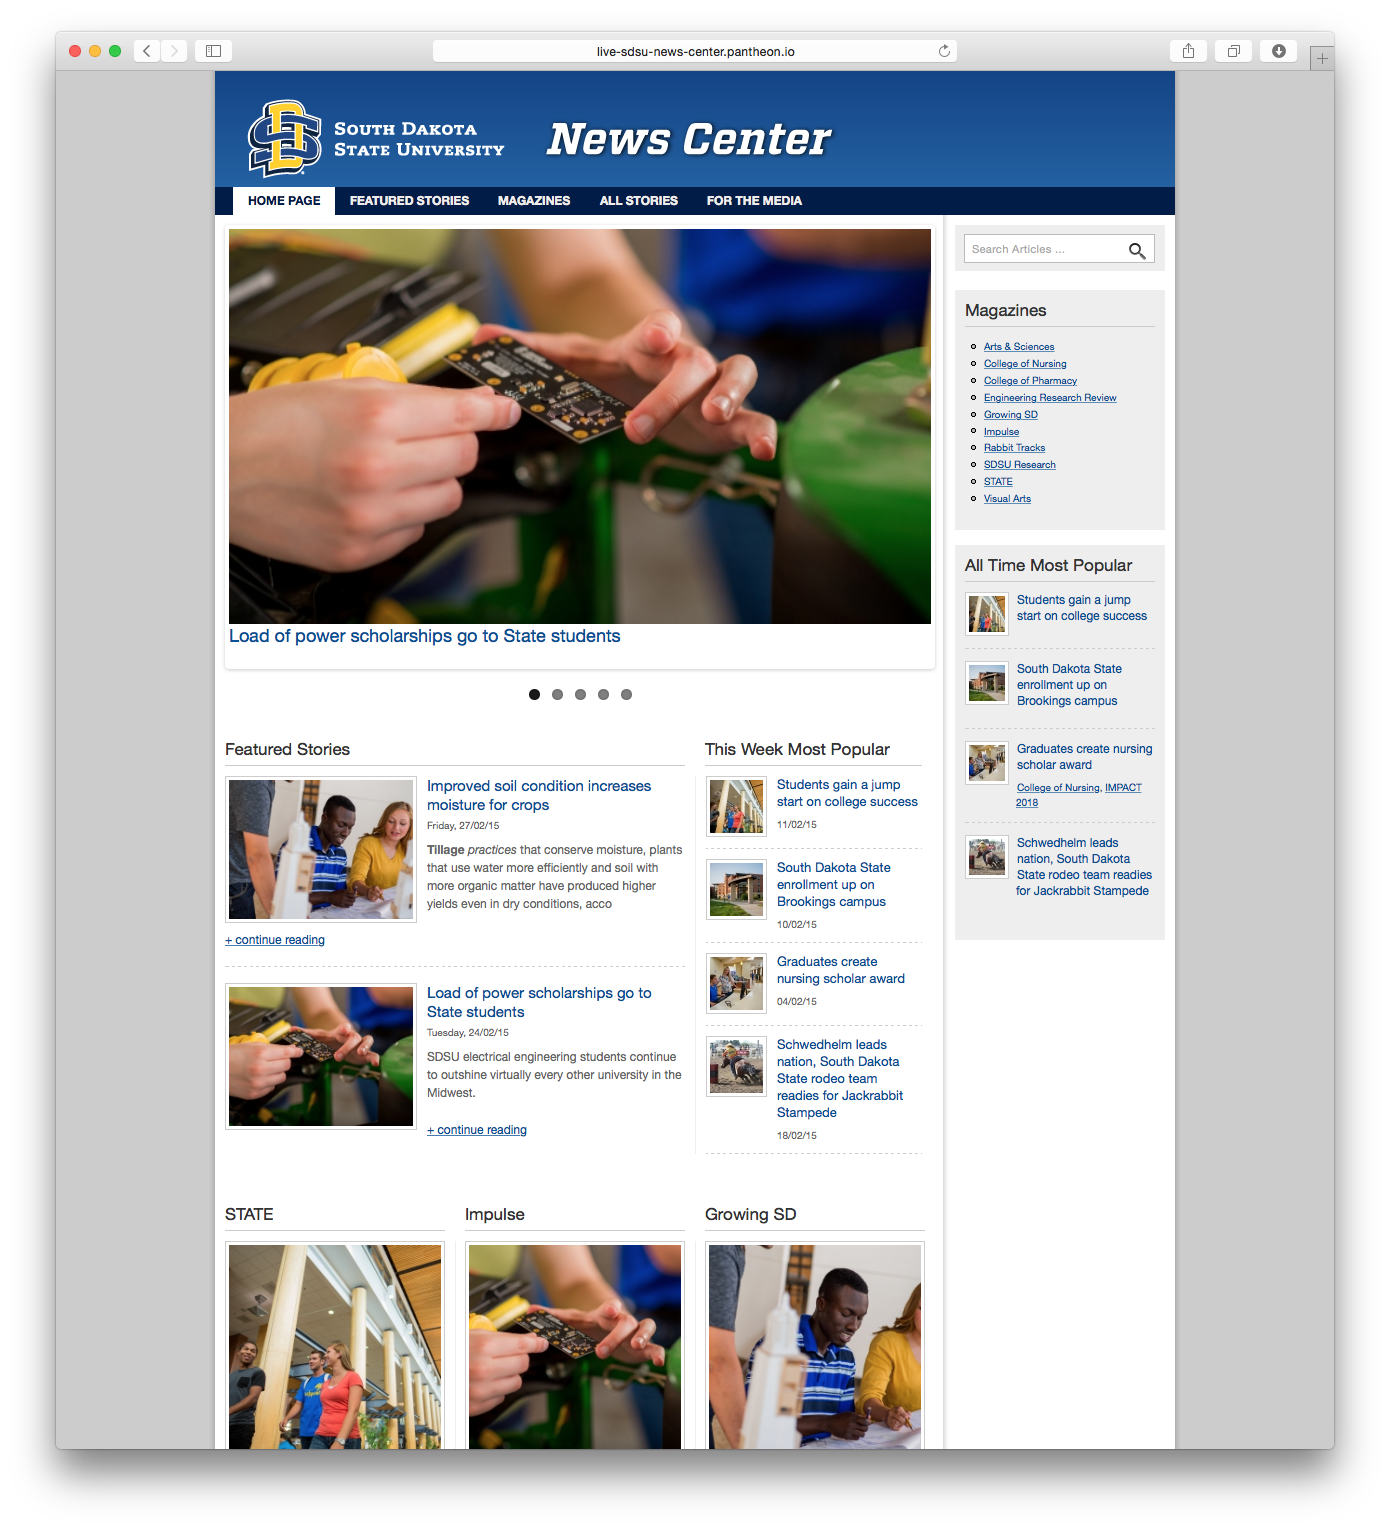 live-sdsu-news-center.pantheon.io
SOUTH DAKOTA
STATE UNIVERSITY
News Center
HOME PAGE
FEATURED STORIES
MAGAZINES
ALL STORIES
FOR THE MEDIA
Load of power scholarships go to State students
Search Articles ...
Magazines
Arts & Sciences
College of Nursing
College of Pharmacy
Engineering Research Review
Growing SD
Impulse
Rabbit Tracks
SDSU Research
STATE
Visual Arts
All Time Most Popular
Students gain a jump
start on college success
South Dakota State
enrollment up on
Brookings campus
Graduates create nursing
scholar award
College of Nursing, IMPACT
2018
Schwedhelm leads
nation, South Dakota
State rodeo team readies
for Jackrabbit Stampede
Featured Stories
Improved soil condition increases
moisture for crops
Friday, 27/02/15
Tillage practices that conserve moisture, plants
that use water more efficiently and soil with
more organic matter have produced higher
yields even in dry conditions, acco
+ continue reading
Load of power scholarships go to
State students
Tuesday, 24/02/15
SDSU electrical engineering students continue
to outshine virtually every other university in the
Midwest.
+ continue reading
This Week Most Popular
Students gain a jump
start on college success
11/02/15
South Dakota State
enrollment up on
Brookings campus
10/02/15
Graduates create
nursing scholar award
04/02/15
Schwedhelm leads
nation, South Dakota
State rodeo team
readies for Jackrabbit
Stampede
18/02/15
STATE
Impulse
Growing SD